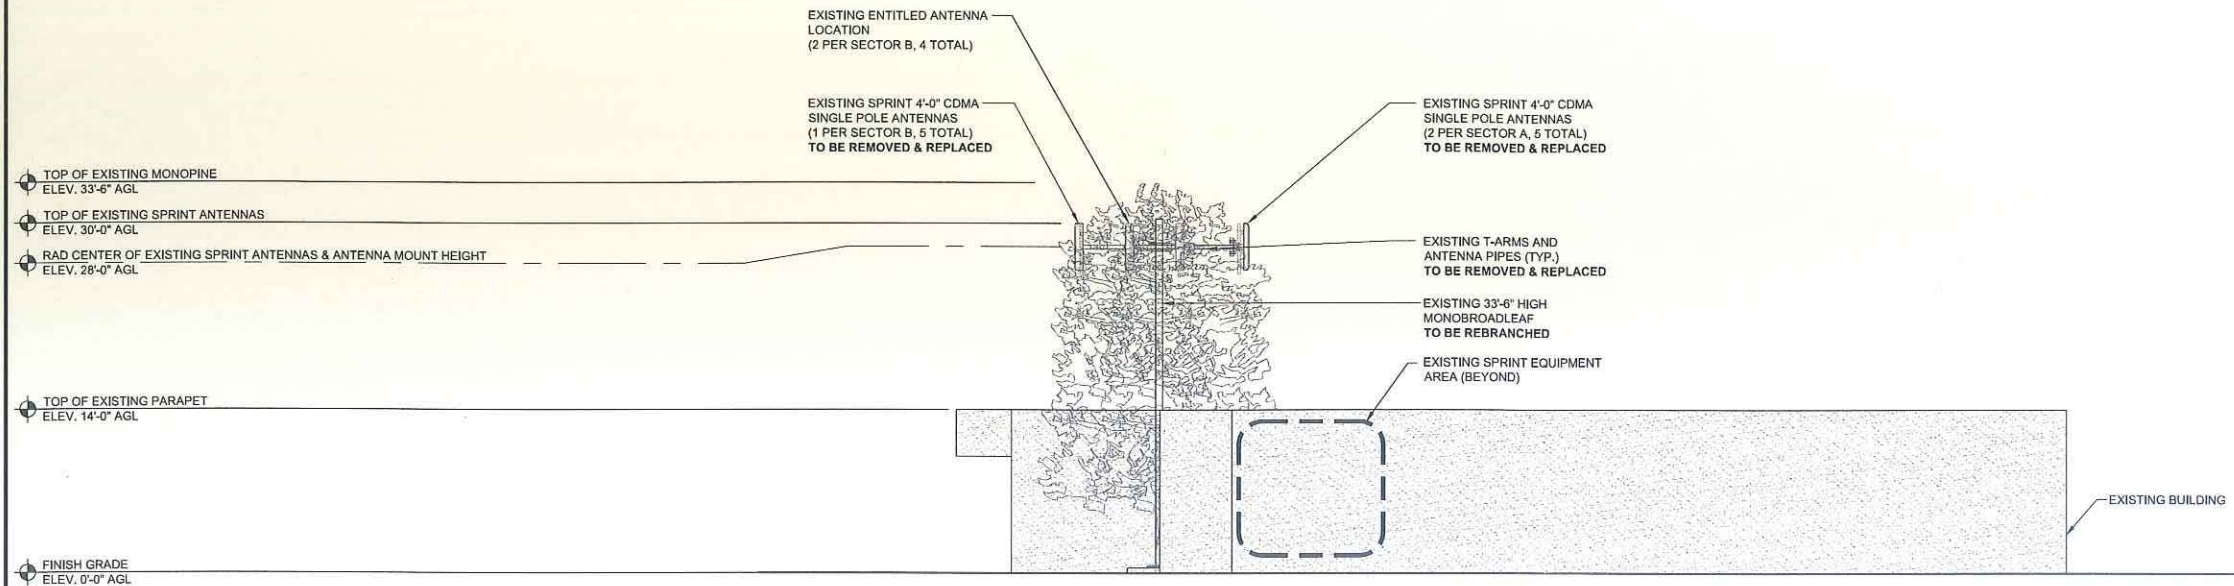 EXISTING ENTITLED ANTENNA
LOCATION
(2 PER SECTOR B, 4 TOTAL)
EXISTING SPRINT 4'-0" CDMA
SINGLE POLE ANTENNAS
(1 PER SECTOR B, 5 TOTAL)
TO BE REMOVED & REPLACED
EXISTING SPRINT 4'-0" CDMA
SINGLE POLE ANTENNAS
(2 PER SECTOR A, 5 TOTAL)
TO BE REMOVED & REPLACED
TOP OF EXISTING MONOPINE
ELEV. 33'-6" AGL
TOP OF EXISTING SPRINT ANTENNAS
ELEV. 30'-0" AGL
RAD CENTER OF EXISTING SPRINT ANTENNAS & ANTENNA MOUNT HEIGHT
ELEV. 28'-0" AGL
EXISTING T-ARMS AND
ANTENNA PIPES (TYP.)
TO BE REMOVED & REPLACED
EXISTING 33'-6" HIGH
MONOBROADLEAF
TO BE REBRANCHED
EXISTING SPRINT EQUIPMENT
AREA (BEYOND)
TOP OF EXISTING PARAPET
ELEV. 14'-0" AGL
EXISTING BUILDING
FINISH GRADE
ELEV. 0'-0" AGL